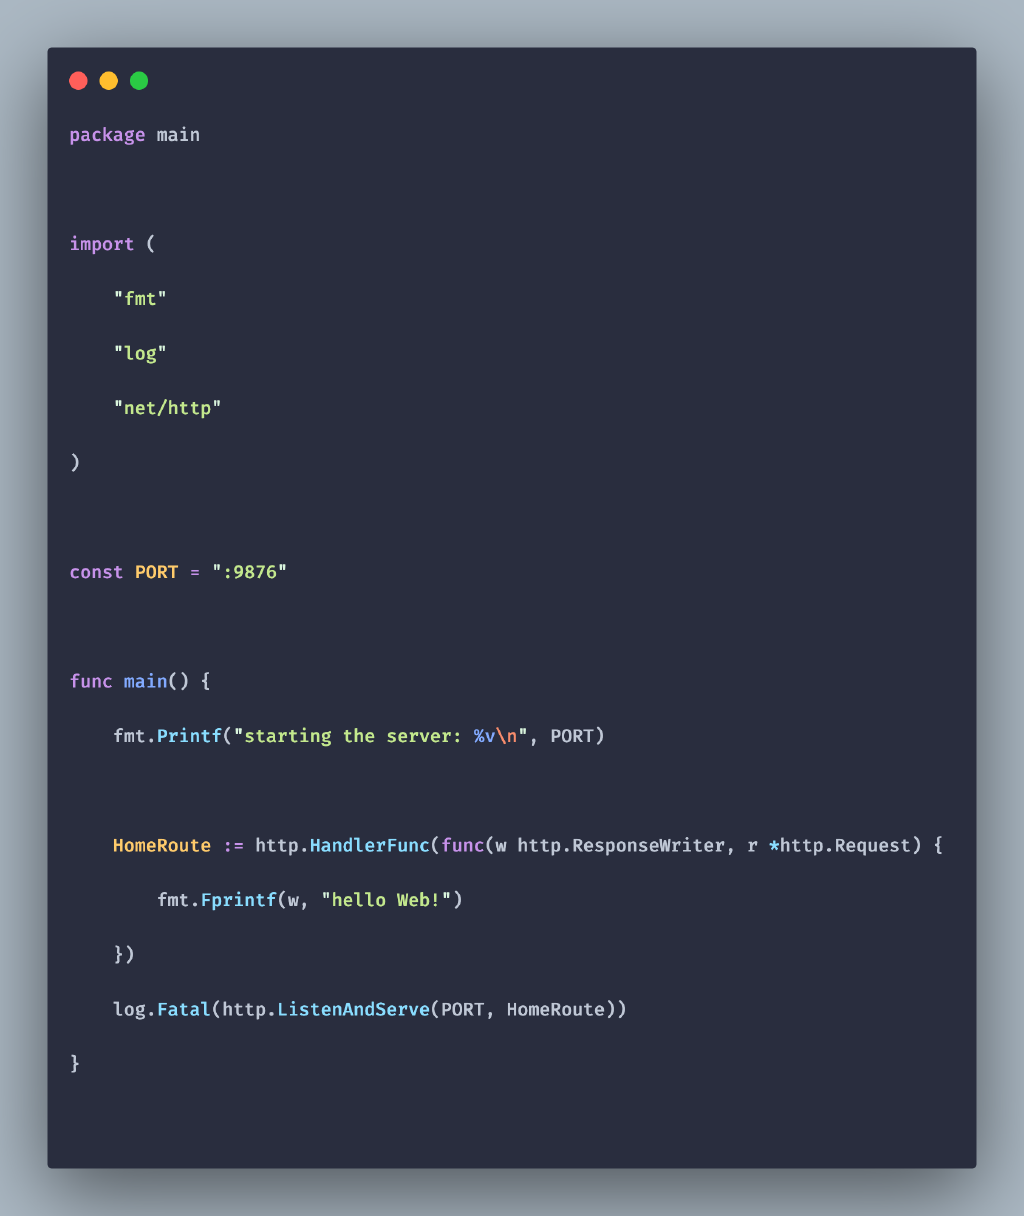 package main
import (
    "fmt"
    "log"
    "net/http"
)
const PORT = ":9876"
func main() {
    fmt.Printf("starting the server: %v\n", PORT)
    HomeRoute := http.HandlerFunc(func(w http.ResponseWriter, r *http.Request) {
        fmt.Fprintf(w, "hello Web!")
    })
    log.Fatal(http.ListenAndServe(PORT, HomeRoute))
}